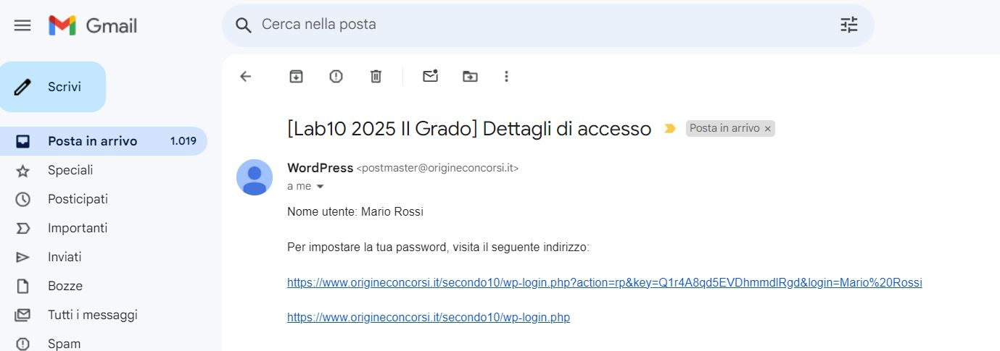 Gmail
Cerca nella posta
Scrivi
Posta in arrivo 1.019
Speciali
Posticipati
Importanti
Inviati
Bozze
Tutti i messaggi
Spam
[Lab10 2025 II Grado] Dettagli di accesso Posta in arrivo ×
WordPress <postmaster@origineconcorsi.it>
a me
Nome utente: Mario Rossi
Per impostare la tua password, visita il seguente indirizzo:
https://www.origineconcorsi.it/secondo10/wp-login.php?action=rp&key=Q1r4A8qd5EVDhmmdlRgd&login=Mario%20Rossi
https://www.origineconcorsi.it/secondo10/wp-login.php